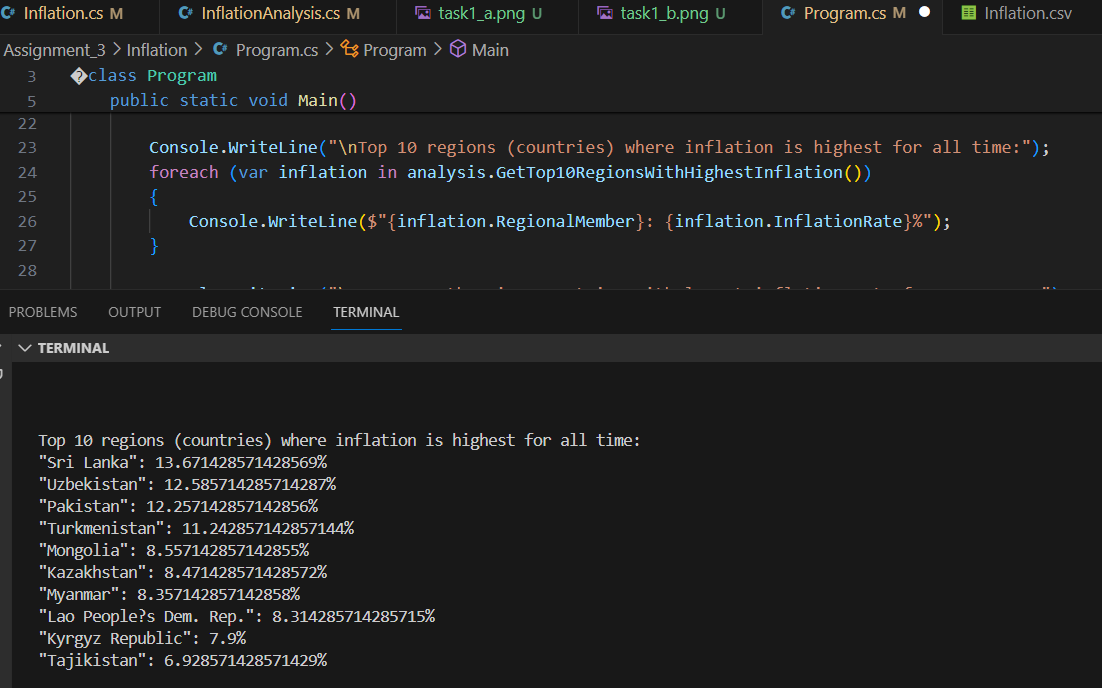 Inflation.cs M
InflationAnalysis.cs M
task1_a.png U
task1_b.png U
Program.cs M
Inflation.csv
Assignment_3 > Inflation > Program.cs > Program > Main
3 �class Program
5 public static void Main()
22
23 Console.WriteLine("\nTop 10 regions (countries) where inflation is highest for all time:");
24 foreach (var inflation in analysis.GetTop10RegionsWithHighestInflation())
25 {
26 Console.WriteLine($"{inflation.RegionalMember}: {inflation.InflationRate}%");
27 }
28
PROBLEMS OUTPUT DEBUG CONSOLE TERMINAL
TERMINAL
Top 10 regions (countries) where inflation is highest for all time:
"Sri Lanka": 13.671428571428569%
"Uzbekistan": 12.585714285714287%
"Pakistan": 12.257142857142856%
"Turkmenistan": 11.242857142857144%
"Mongolia": 8.557142857142855%
"Kazakhstan": 8.471428571428572%
"Myanmar": 8.357142857142858%
"Lao People?s Dem. Rep.": 8.314285714285715%
"Kyrgyz Republic": 7.9%
"Tajikistan": 6.928571428571429%